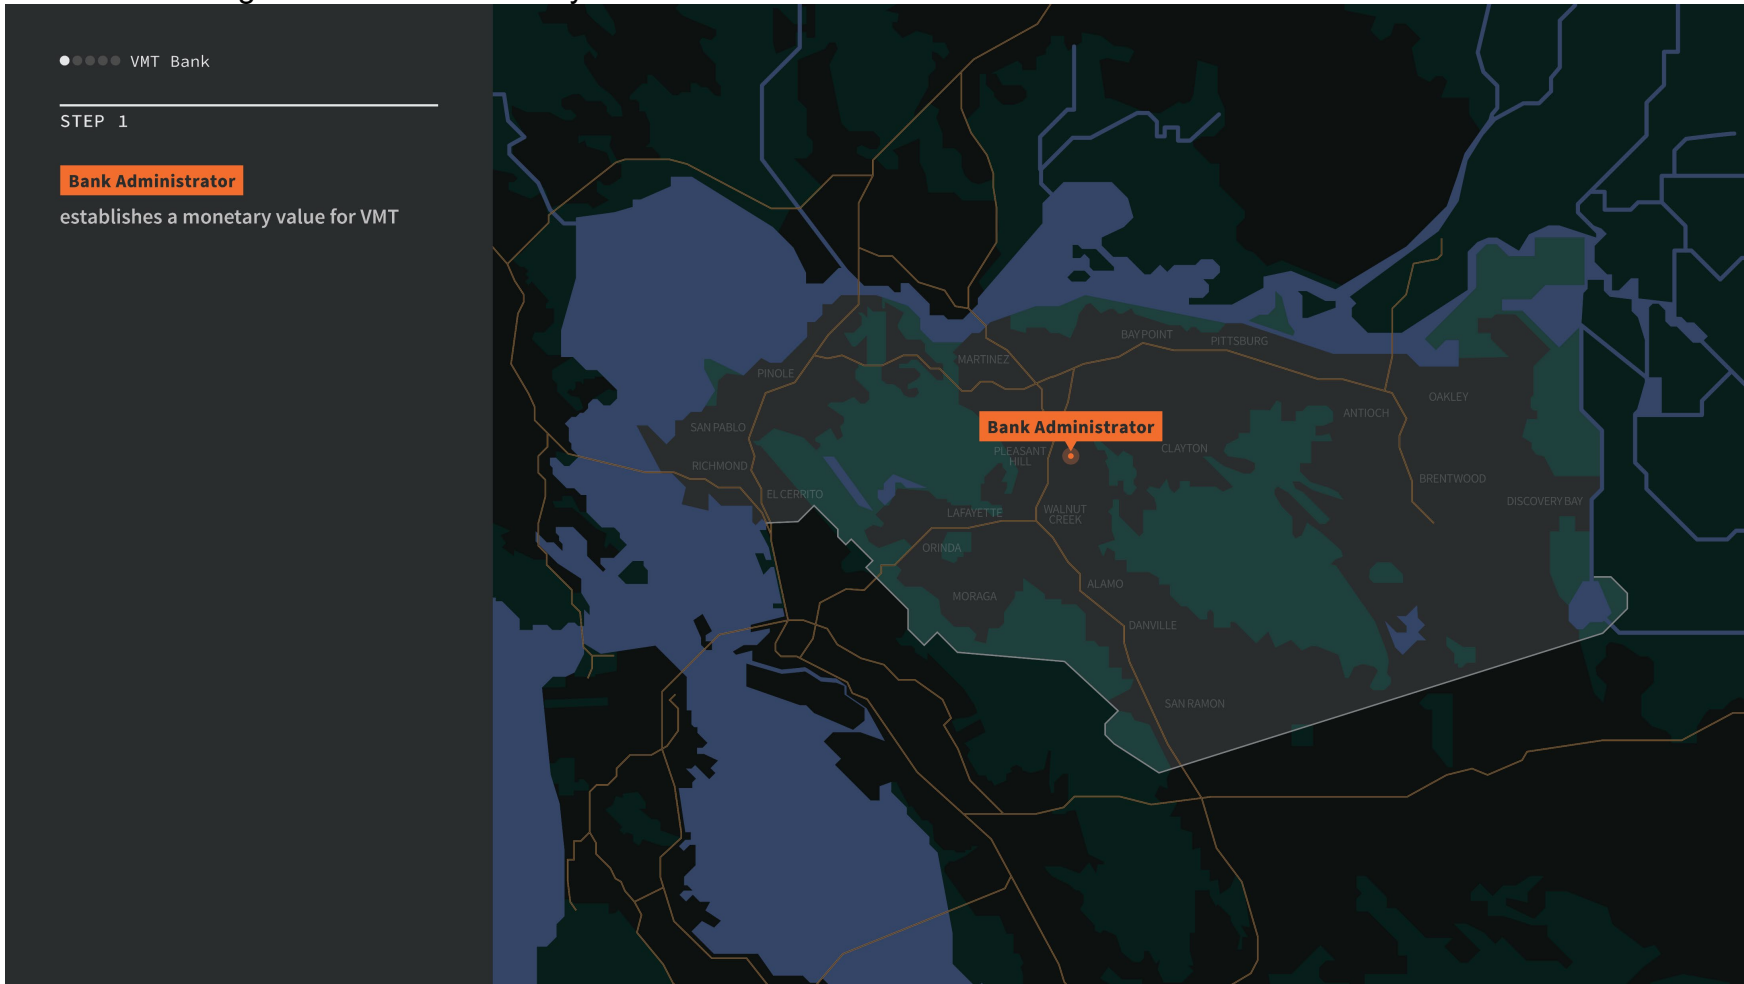 VMT Bank
STEP 1
Bank Administrator
establishes a monetary value for VMT
BAY POINT
PITTSBURG
MARTINEZ
PINOLE
OAKLEY
ANTIOCH
SAN PABLO
Bank Administrator
CLAYTON
PLEASANT
HILL
RICHMOND
BRENTWOOD
EL CERRITO
DISCOVERY BAY
LAFAYETTE
WALNUT
CREEK
ORINDA
ALAMO
MORAGA
DANVILLE
SAN RAMON